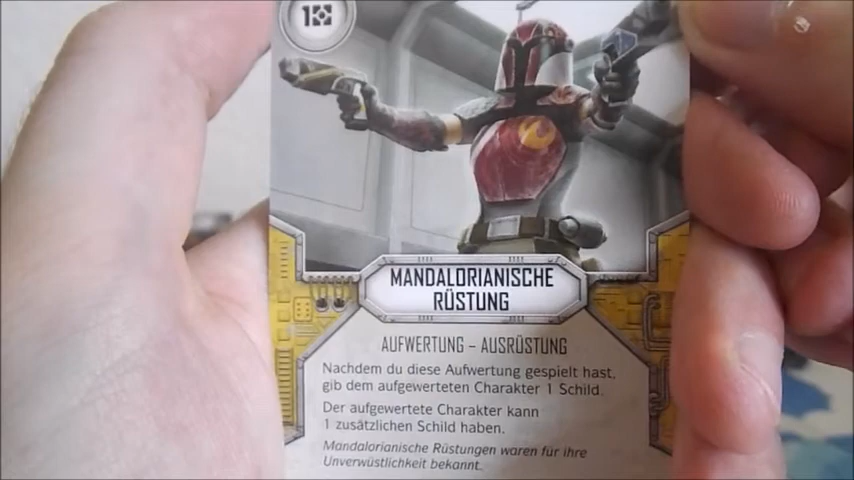 1
MANDALORIANISCHE
RÜSTUNG
AUFWERTUNG – AUSRÜSTUNG
Nachdem du diese Aufwertung gespielt hast,
gib dem aufgewerteten Charakter 1 Schild.
Der aufgewertete Charakter kann
1 zusätzlichen Schild haben.
Mandalorianische Rüstungen waren für ihre
Unverwüstlichkeit bekannt.